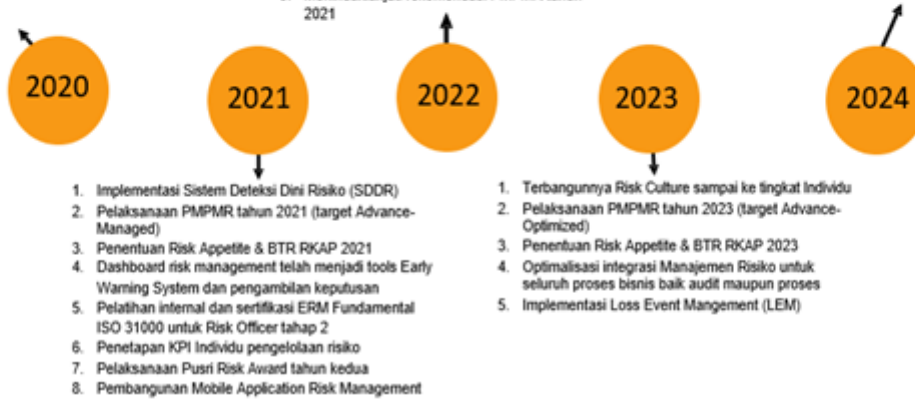 2021
2020
2021
2022
2023
2024
1. Implementasi Sistem Deteksi Dini Risiko (SDDR)
2. Pelaksanaan PMPMR tahun 2021 (target Advance-
Managed)
3. Penentuan Risk Appetite & BTR RKAP 2021
4. Dashboard risk management telah menjadi tools Early
Warning System dan pengambilan keputusan
5. Pelatihan internal dan sertifikasi ERM Fundamental
ISO 31000 untuk Risk Officer tahap 2
6. Penetapan KPI Individu pengelolaan risiko
7. Pelaksanaan Pusri Risk Award tahun kedua
8. Pembangunan Mobile Application Risk Management
1. Terbangunnya Risk Culture sampai ke tingkat Individu
2. Pelaksanaan PMPMR tahun 2023 (target Advance-
Optimized)
3. Penentuan Risk Appetite & BTR RKAP 2023
4. Optimalisasi integrasi Manajemen Risiko untuk
seluruh proses bisnis baik audit maupun proses
5. Implementasi Loss Event Mangement (LEM)